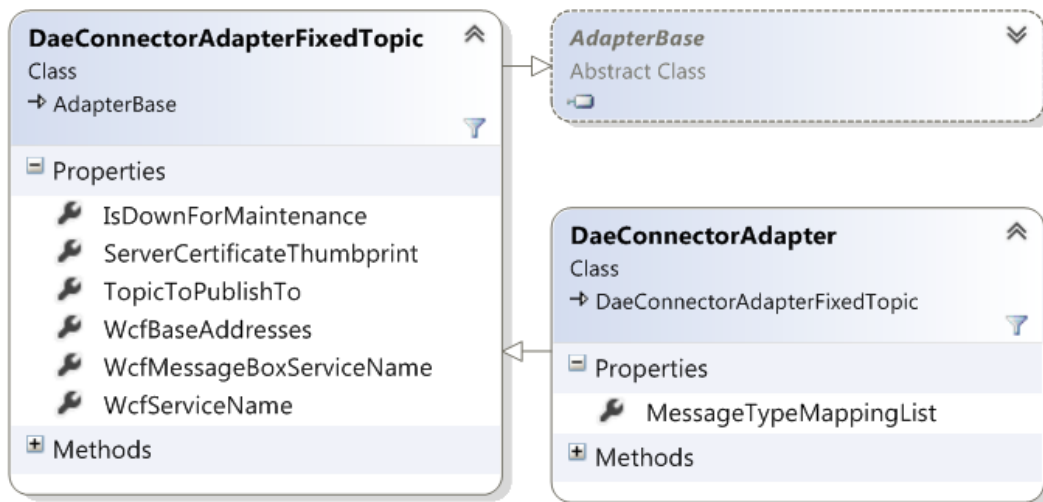 DaeConnectorAdapterFixedTopic
Class
AdapterBase
Properties
IsDownForMaintenance
ServerCertificateThumbprint
TopicToPublishTo
WcfBaseAddresses
WcfMessageBoxServiceName
WcfServiceName
Methods
AdapterBase
Abstract Class
DaeConnectorAdapter
Class
DaeConnectorAdapterFixedTopic
Properties
MessageTypeMappingList
Methods